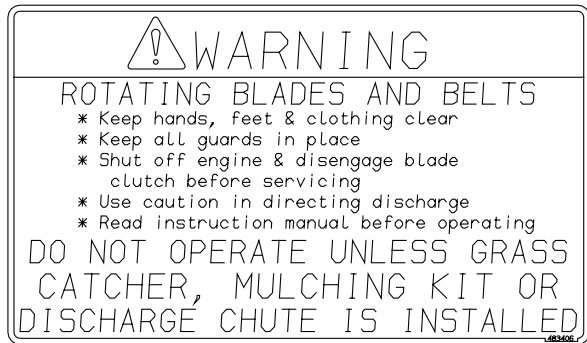 WARNING
ROTATING BLADES AND BELTS
* Keep hands, feet & clothing clear
* Keep all guards in place
* Shut off engine & disengage blade
clutch before servicing
* Use caution in directing discharge
* Read instruction manual before operating
DO NOT OPERATE UNLESS GRASS
CATCHER, MULCHING KIT OR
DISCHARGE CHUTE IS INSTALLED
483406